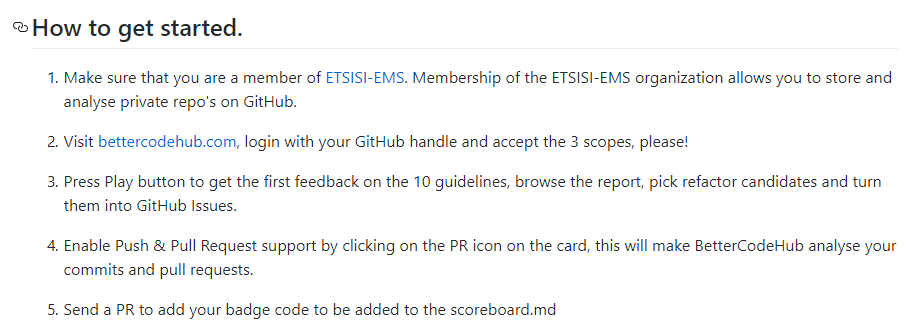 How to get started.
1. Make sure that you are a member of ETSISI-EMS. Membership of the ETSISI-EMS organization allows you to store and
analyse private repo's on GitHub.
2. Visit bettercodehub.com, login with your GitHub handle and accept the 3 scopes, please!
3. Press Play button to get the first feedback on the 10 guidelines, browse the report, pick refactor candidates and turn
them into GitHub Issues.
4. Enable Push & Pull Request support by clicking on the PR icon on the card, this will make BetterCodeHub analyse your
commits and pull requests.
5. Send a PR to add your badge code to be added to the scoreboard.md